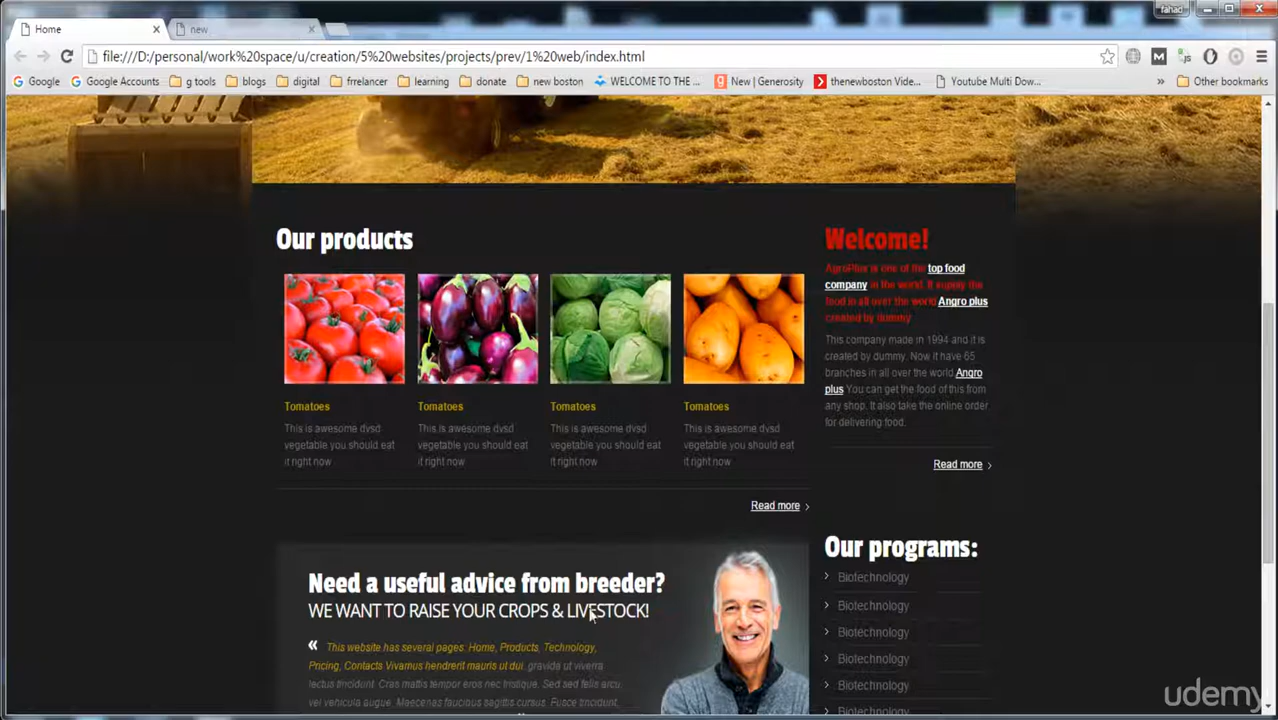 fahad
Home
new
file:///D:/personal/work%20space/u/creation/5%20websites/projects/prev/1%20web/index.html
Google
Google Accounts
g tools
blogs
digital
frrelancer
learning
donate
new boston
WELCOME TO THE ...
New | Generosity
thenewboston Vide...
Youtube Multi Dow...
»
Other bookmarks
Our products
Tomatoes
This is awesome dvsd
vegetable you should eat
it right now
Tomatoes
This is awesome dvsd
vegetable you should eat
it right now
Tomatoes
This is awesome dvsd
vegetable you should eat
it right now
Tomatoes
This is awesome dvsd
vegetable you should eat
it right now
Read more
Welcome!
AgroPlus is one of the top food
company in the world. It supply the
food in all over the world Angro plus
created by dummy
This company made in 1994 and it is
created by dummy. Now it have 65
branches in all over the world Angro
plus You can get the food of this from
any shop. It also take the online order
for delivering food.
Read more
Need a useful advice from breeder?
WE WANT TO RAISE YOUR CROPS & LIVESTOCK!
« This website has several pages: Home, Products, Technology,
Pricing, Contacts Vivamus hendrerit mauris ut dui gravida ut viverra
lectus tincidunt. Cras mattis tempor eros nec tristique. Sed sed felis arcu,
vel vehicula augue. Maecenas faucibus sagittis cursus. Fusce tincidunt,
Our programs:
Biotechnology
Biotechnology
Biotechnology
Biotechnology
Biotechnology
Biotechnology
udemy